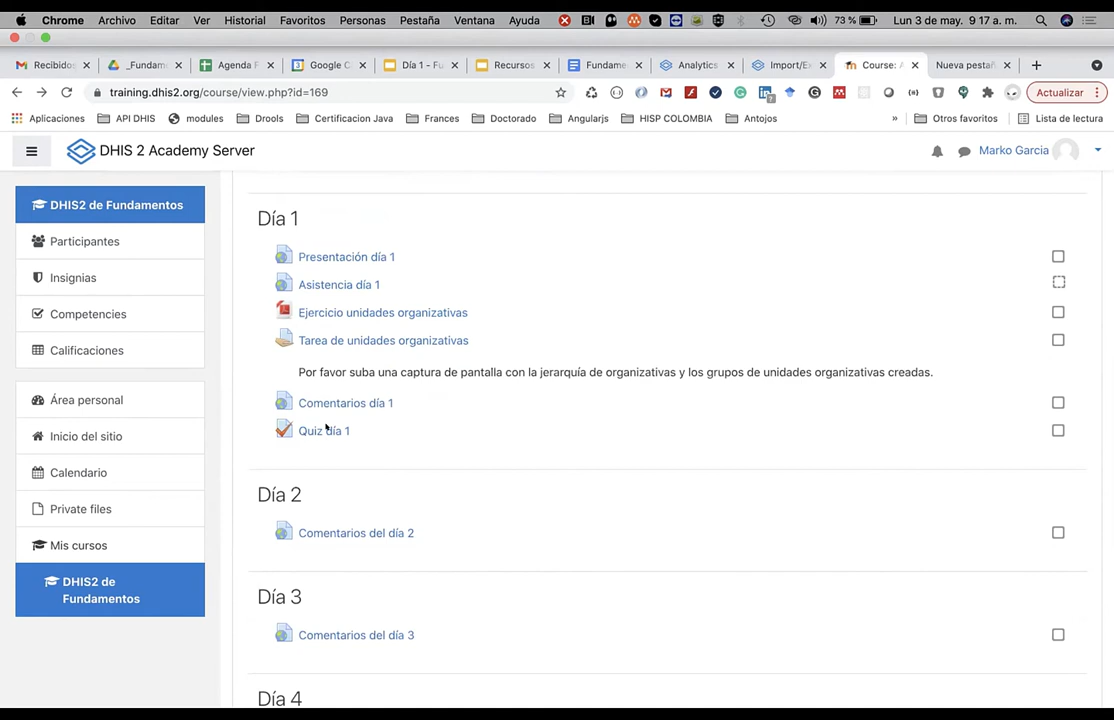 Chrome Archivo Editar Ver Historial Favoritos Personas Pestaña Ventana Ayuda 73 % Lun 3 de may. 9 17 a. m.
Recibidos _Fundam Agenda F Google C Día 1 - Fu Recursos Fundame Analytics Import/Ex Course: A Nueva pestañ
training.dhis2.org/course/view.php?id=169 Actualizar
Aplicaciones API DHIS modules Drools Certificacion Java Frances Doctorado Angularjs HISP COLOMBIA Antojos » Otros favoritos Lista de lectura
DHIS 2 Academy Server Marko Garcia
DHIS2 de Fundamentos
Participantes
Insignias
Competencies
Calificaciones
Área personal
Inicio del sitio
Calendario
Private files
Mis cursos
DHIS2 de
Fundamentos
Día 1
Presentación día 1
Asistencia día 1
Ejercicio unidades organizativas
Tarea de unidades organizativas
Por favor suba una captura de pantalla con la jerarquía de organizativas y los grupos de unidades organizativas creadas.
Comentarios día 1
Quiz día 1
Día 2
Comentarios del día 2
Día 3
Comentarios del día 3
Día 4